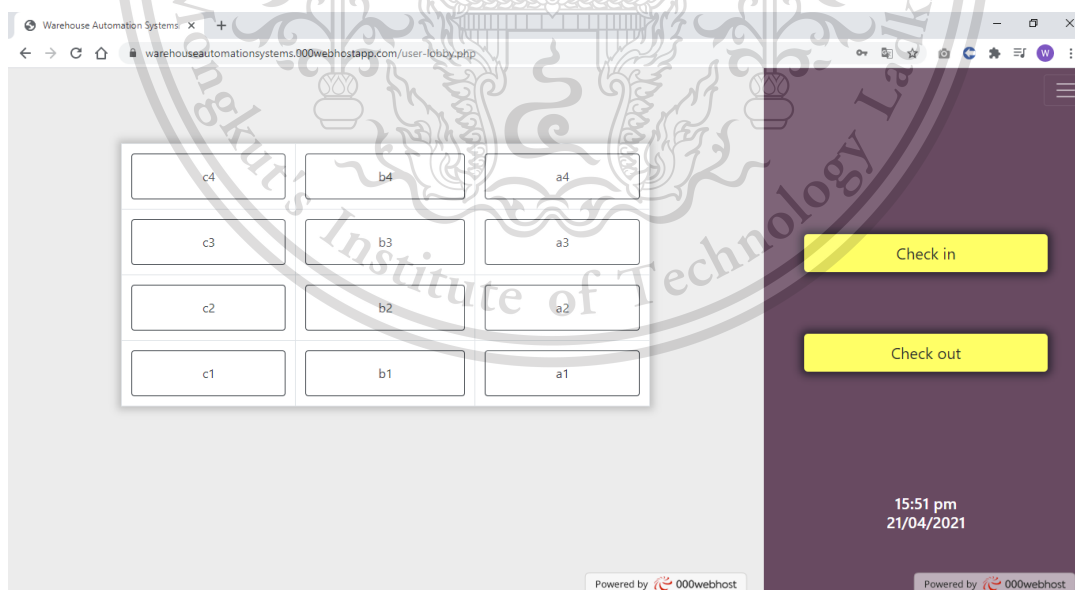 Warehouse Automation Systems
warehouseautomationsystems.000webhostapp.com/user-lobby.php
W
c4 b4 a4
c3 b3 a3
c2 b2 a2
c1 b1 a1
Check in
Check out
15:51 pm
21/04/2021
Powered by 000webhost
Powered by 000webhost
ngkut's Institute of Technology Ladk